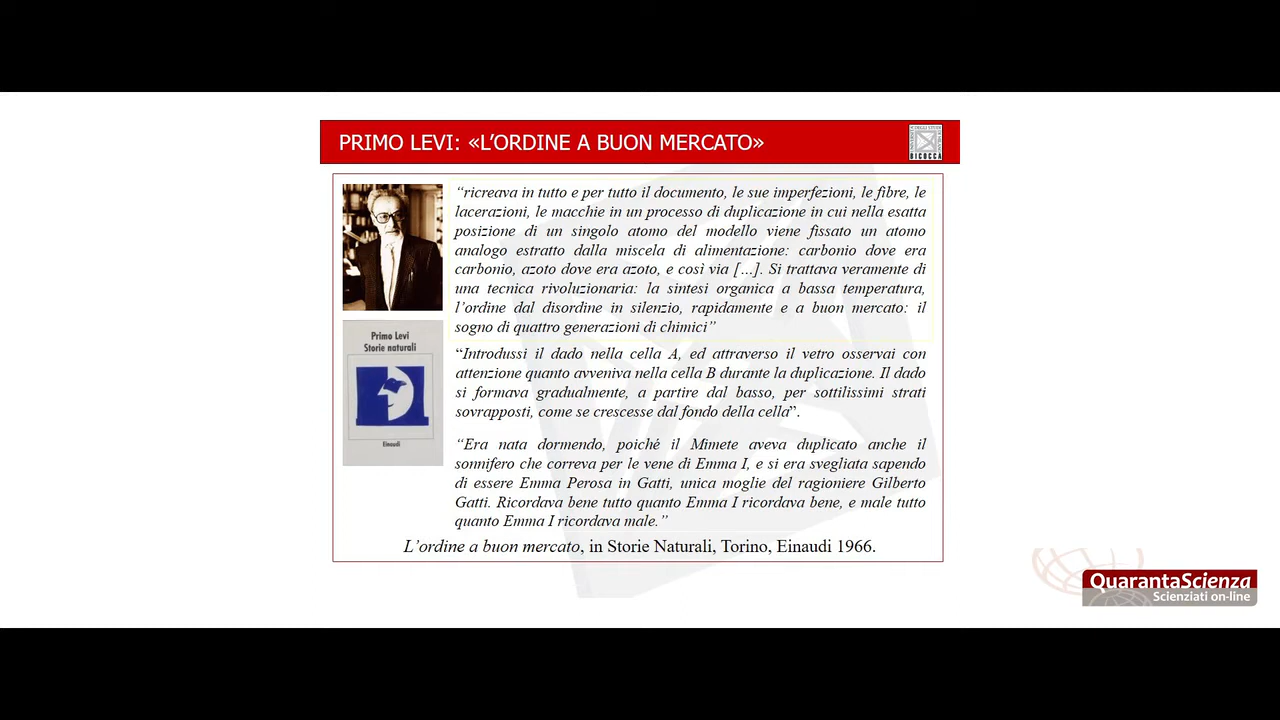 PRIMO LEVI: «L'ORDINE A BUON MERCATO»
BICOCCA
“ricreava in tutto e per tutto il documento, le sue imperfezioni, le fibre, le
lacerazioni, le macchie in un processo di duplicazione in cui nella esatta
posizione di un singolo atomo del modello viene fissato un atomo
analogo estratto dalla miscela di alimentazione: carbonio dove era
carbonio, azoto dove era azoto, e così via […]. Si trattava veramente di
una tecnica rivoluzionaria: la sintesi organica a bassa temperatura,
l’ordine dal disordine in silenzio, rapidamente e a buon mercato: il
sogno di quattro generazioni di chimici”
Primo Levi
Storie naturali
Einaudi
“Introdussi il dado nella cella A, ed attraverso il vetro osservai con
attenzione quanto avveniva nella cella B durante la duplicazione. Il dado
si formava gradualmente, a partire dal basso, per sottilissimi strati
sovrapposti, come se crescesse dal fondo della cella”.
“Era nata dormendo, poiché il Mimete aveva duplicato anche il
sonnifero che correva per le vene di Emma I, e si era svegliata sapendo
di essere Emma Perosa in Gatti, unica moglie del ragioniere Gilberto
Gatti. Ricordava bene tutto quanto Emma I ricordava bene, e male tutto
quanto Emma I ricordava male.”
L’ordine a buon mercato, in Storie Naturali, Torino, Einaudi 1966.
QuarantaScienza
Scienziati on-line